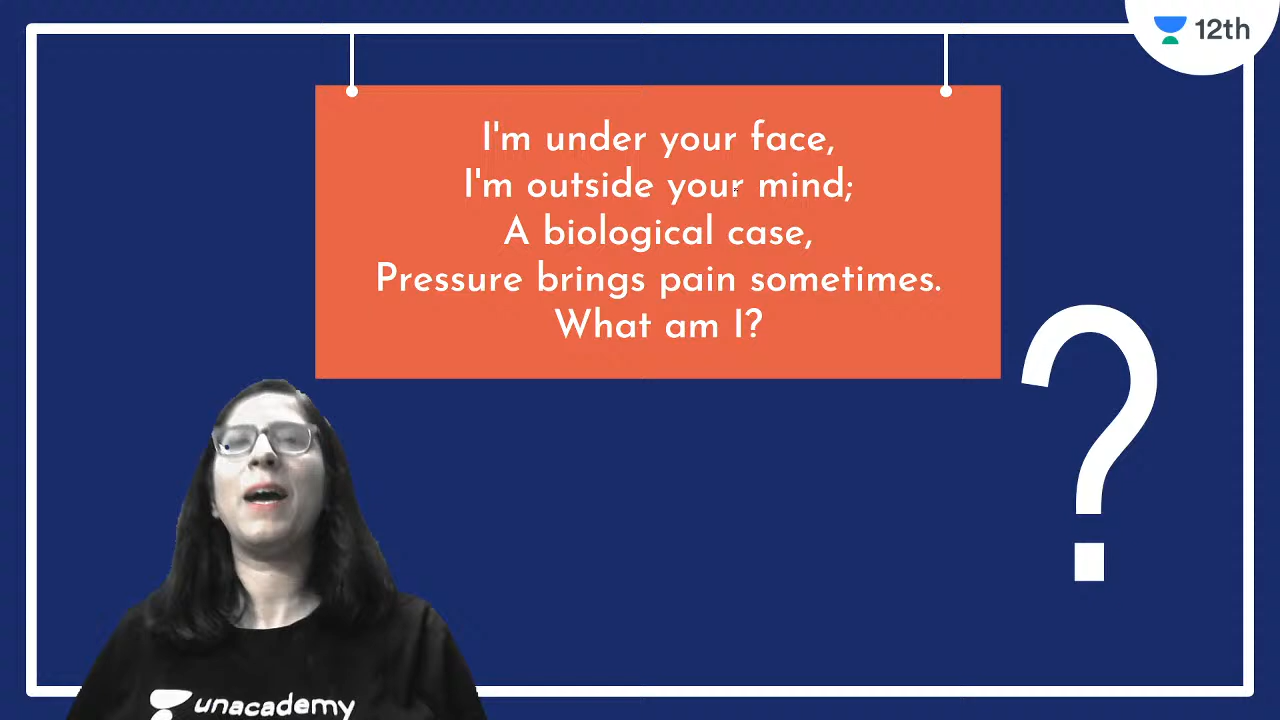 12th
I'm under your face,
I'm outside your mind;
A biological case,
Pressure brings pain sometimes.
What am I?
?
unacademy